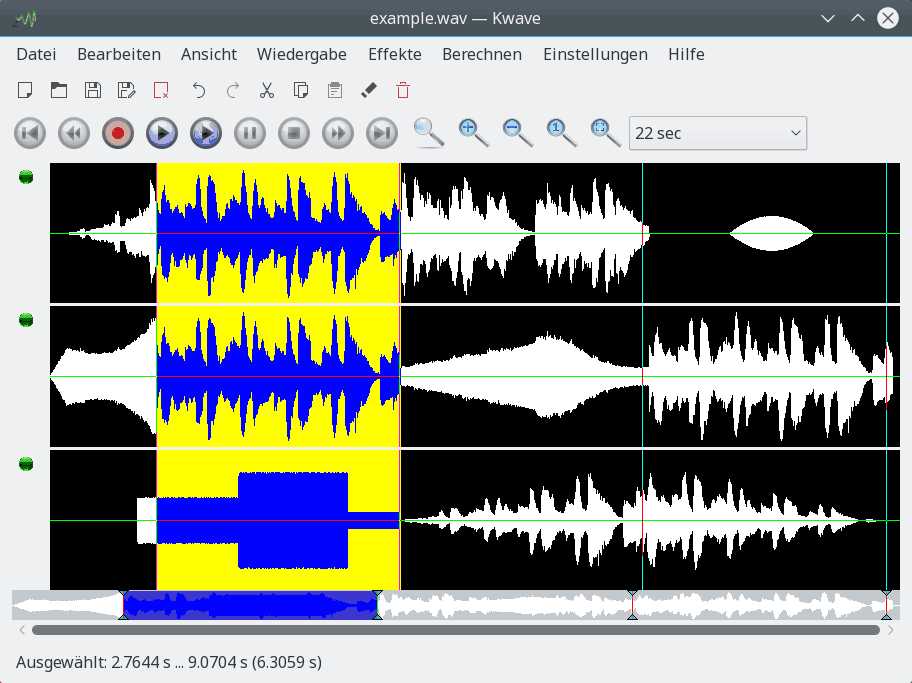 example.wav — Kwave
Datei Bearbeiten Ansicht Wiedergabe Effekte Berechnen Einstellungen Hilfe
1
22 sec
Ausgewählt: 2.7644 s ... 9.0704 s (6.3059 s)